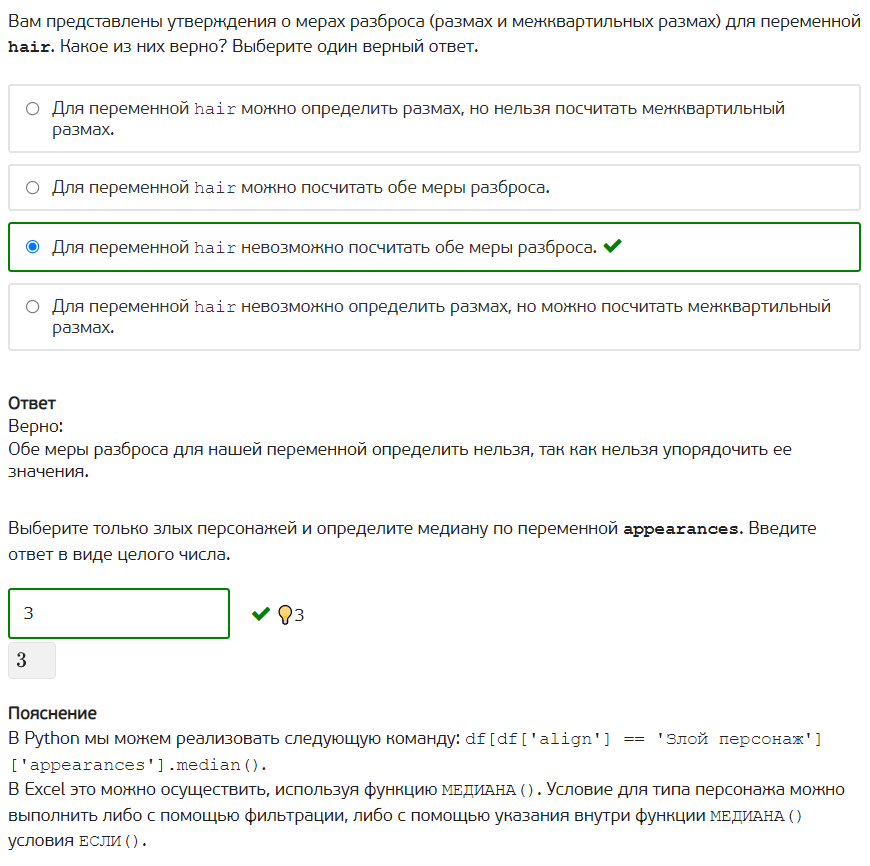 Вам представлены утверждения о мерах разброса (размах и межквартильных размах) для переменной
hair. Какое из них верно? Выберите один верный ответ.
Для переменной hair можно определить размах, но нельзя посчитать межквартильный
размах.
Для переменной hair можно посчитать обе меры разброса.
Для переменной hair невозможно посчитать обе меры разброса.
Для переменной hair невозможно определить размах, но можно посчитать межквартильный
размах.
Ответ
Верно:
Обе меры разброса для нашей переменной определить нельзя, так как нельзя упорядочить ее
значения.
Выберите только злых персонажей и определите медиану по переменной appearances. Введите
ответ в виде целого числа.
3 3
3
Пояснение
В Python мы можем реализовать следующую команду: df[df['align'] == 'Злой персонаж']
['appearances'].median().
В Excel это можно осуществить, используя функцию МЕДИАНА(). Условие для типа персонажа можно
выполнить либо с помощью фильтрации, либо с помощью указания внутри функции МЕДИАНА()
условия ЕСЛИ().